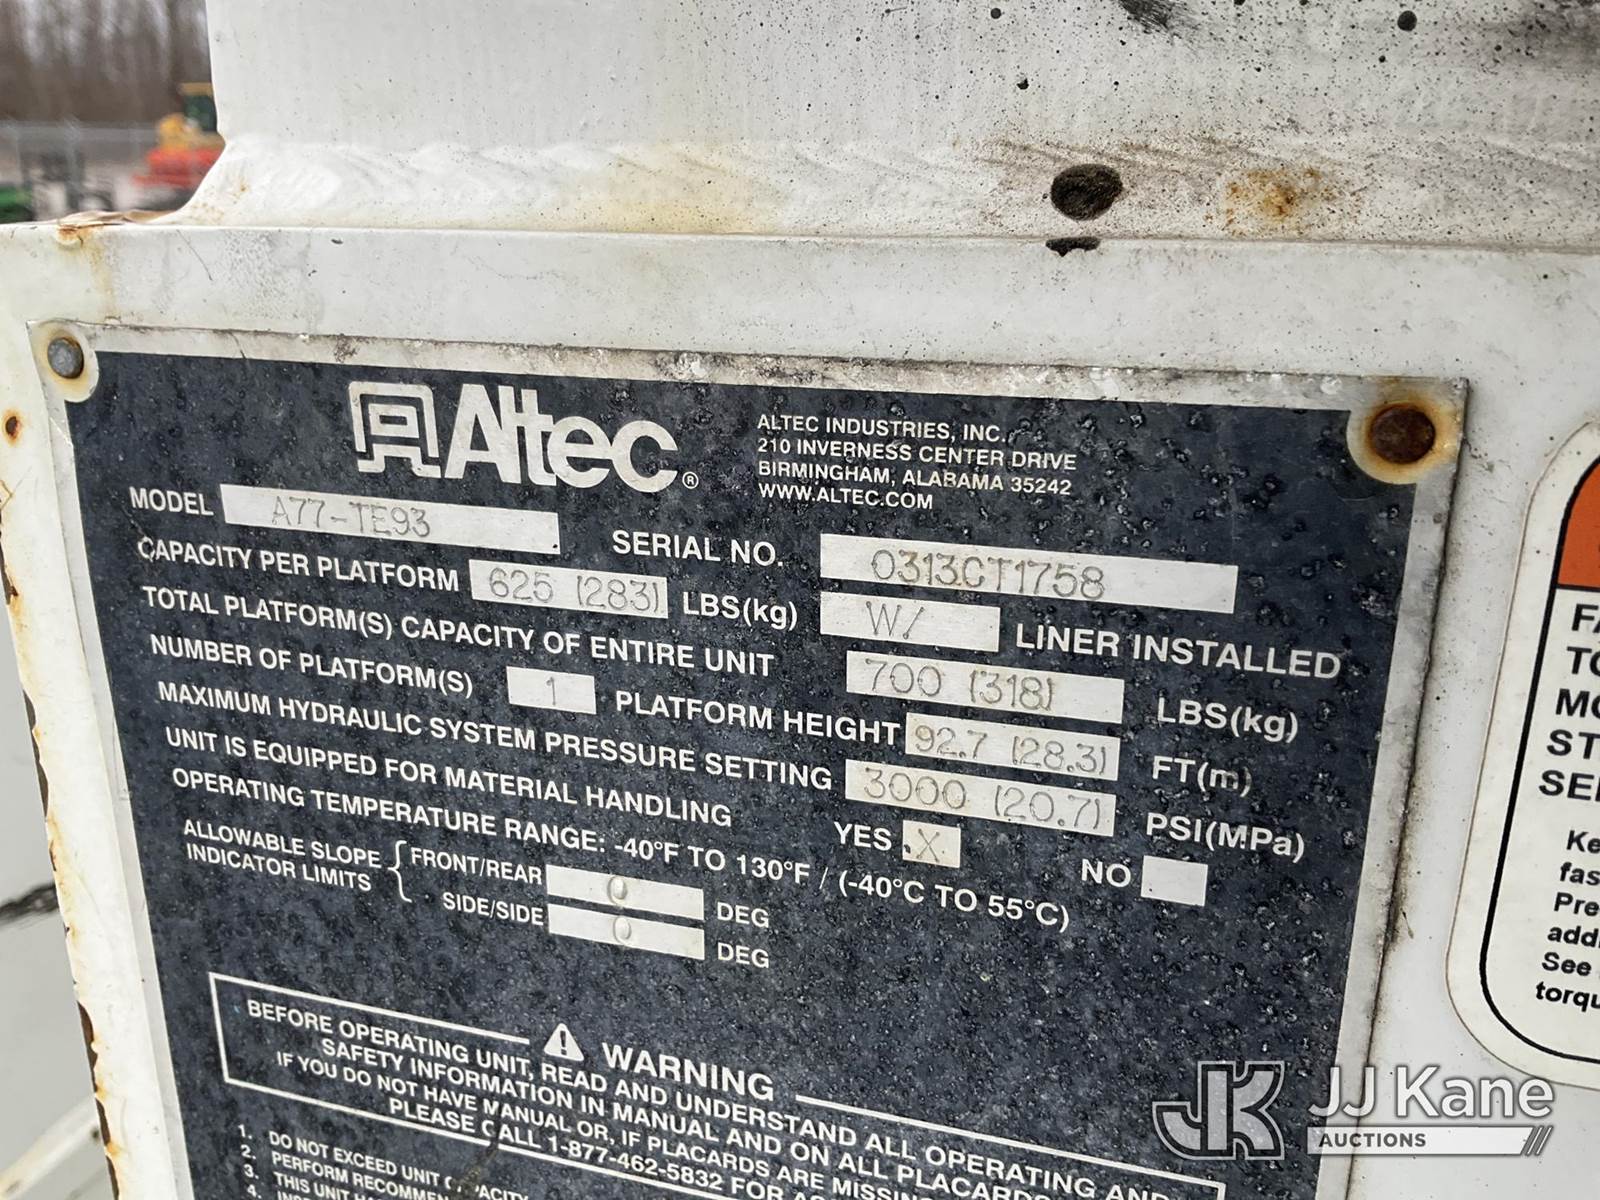 Altec®
ALTEC INDUSTRIES, INC.
210 INVERNESS CENTER DRIVE
BIRMINGHAM, ALABAMA 35242
WWW.ALTEC.COM
MODEL A77-TE93 SERIAL NO. 0313CT1758
CAPACITY PER PLATFORM 625 (283) LBS(kg) W/ LINER INSTALLED
TOTAL PLATFORM(S) CAPACITY OF ENTIRE UNIT 700 (318) LBS(kg)
NUMBER OF PLATFORM(S) 1 PLATFORM HEIGHT 92.7 (28.3) FT(m)
MAXIMUM HYDRAULIC SYSTEM PRESSURE SETTING 3000 (20.7) PSI(MPa)
UNIT IS EQUIPPED FOR MATERIAL HANDLING YES X NO
OPERATING TEMPERATURE RANGE: -40°F TO 130°F / (-40°C TO 55°C)
ALLOWABLE SLOPE INDICATOR LIMITS { FRONT/REAR 0 DEG
SIDE/SIDE 0 DEG
WARNING
BEFORE OPERATING UNIT, READ AND UNDERSTAND ALL OPERATING AND
SAFETY INFORMATION IN MANUAL AND ON ALL PLACARDS
IF YOU DO NOT HAVE MANUAL OR, IF PLACARDS ARE MISSING
PLEASE CALL 1-877-462-5832 FOR
1. DO NOT EXCEED UNIT CAPACITY
2. PERFORM RECOMMEN
3. THIS UNIT
4.
Ke
fas
Pre
add
See
torqu
JJ Kane
AUCTIONS